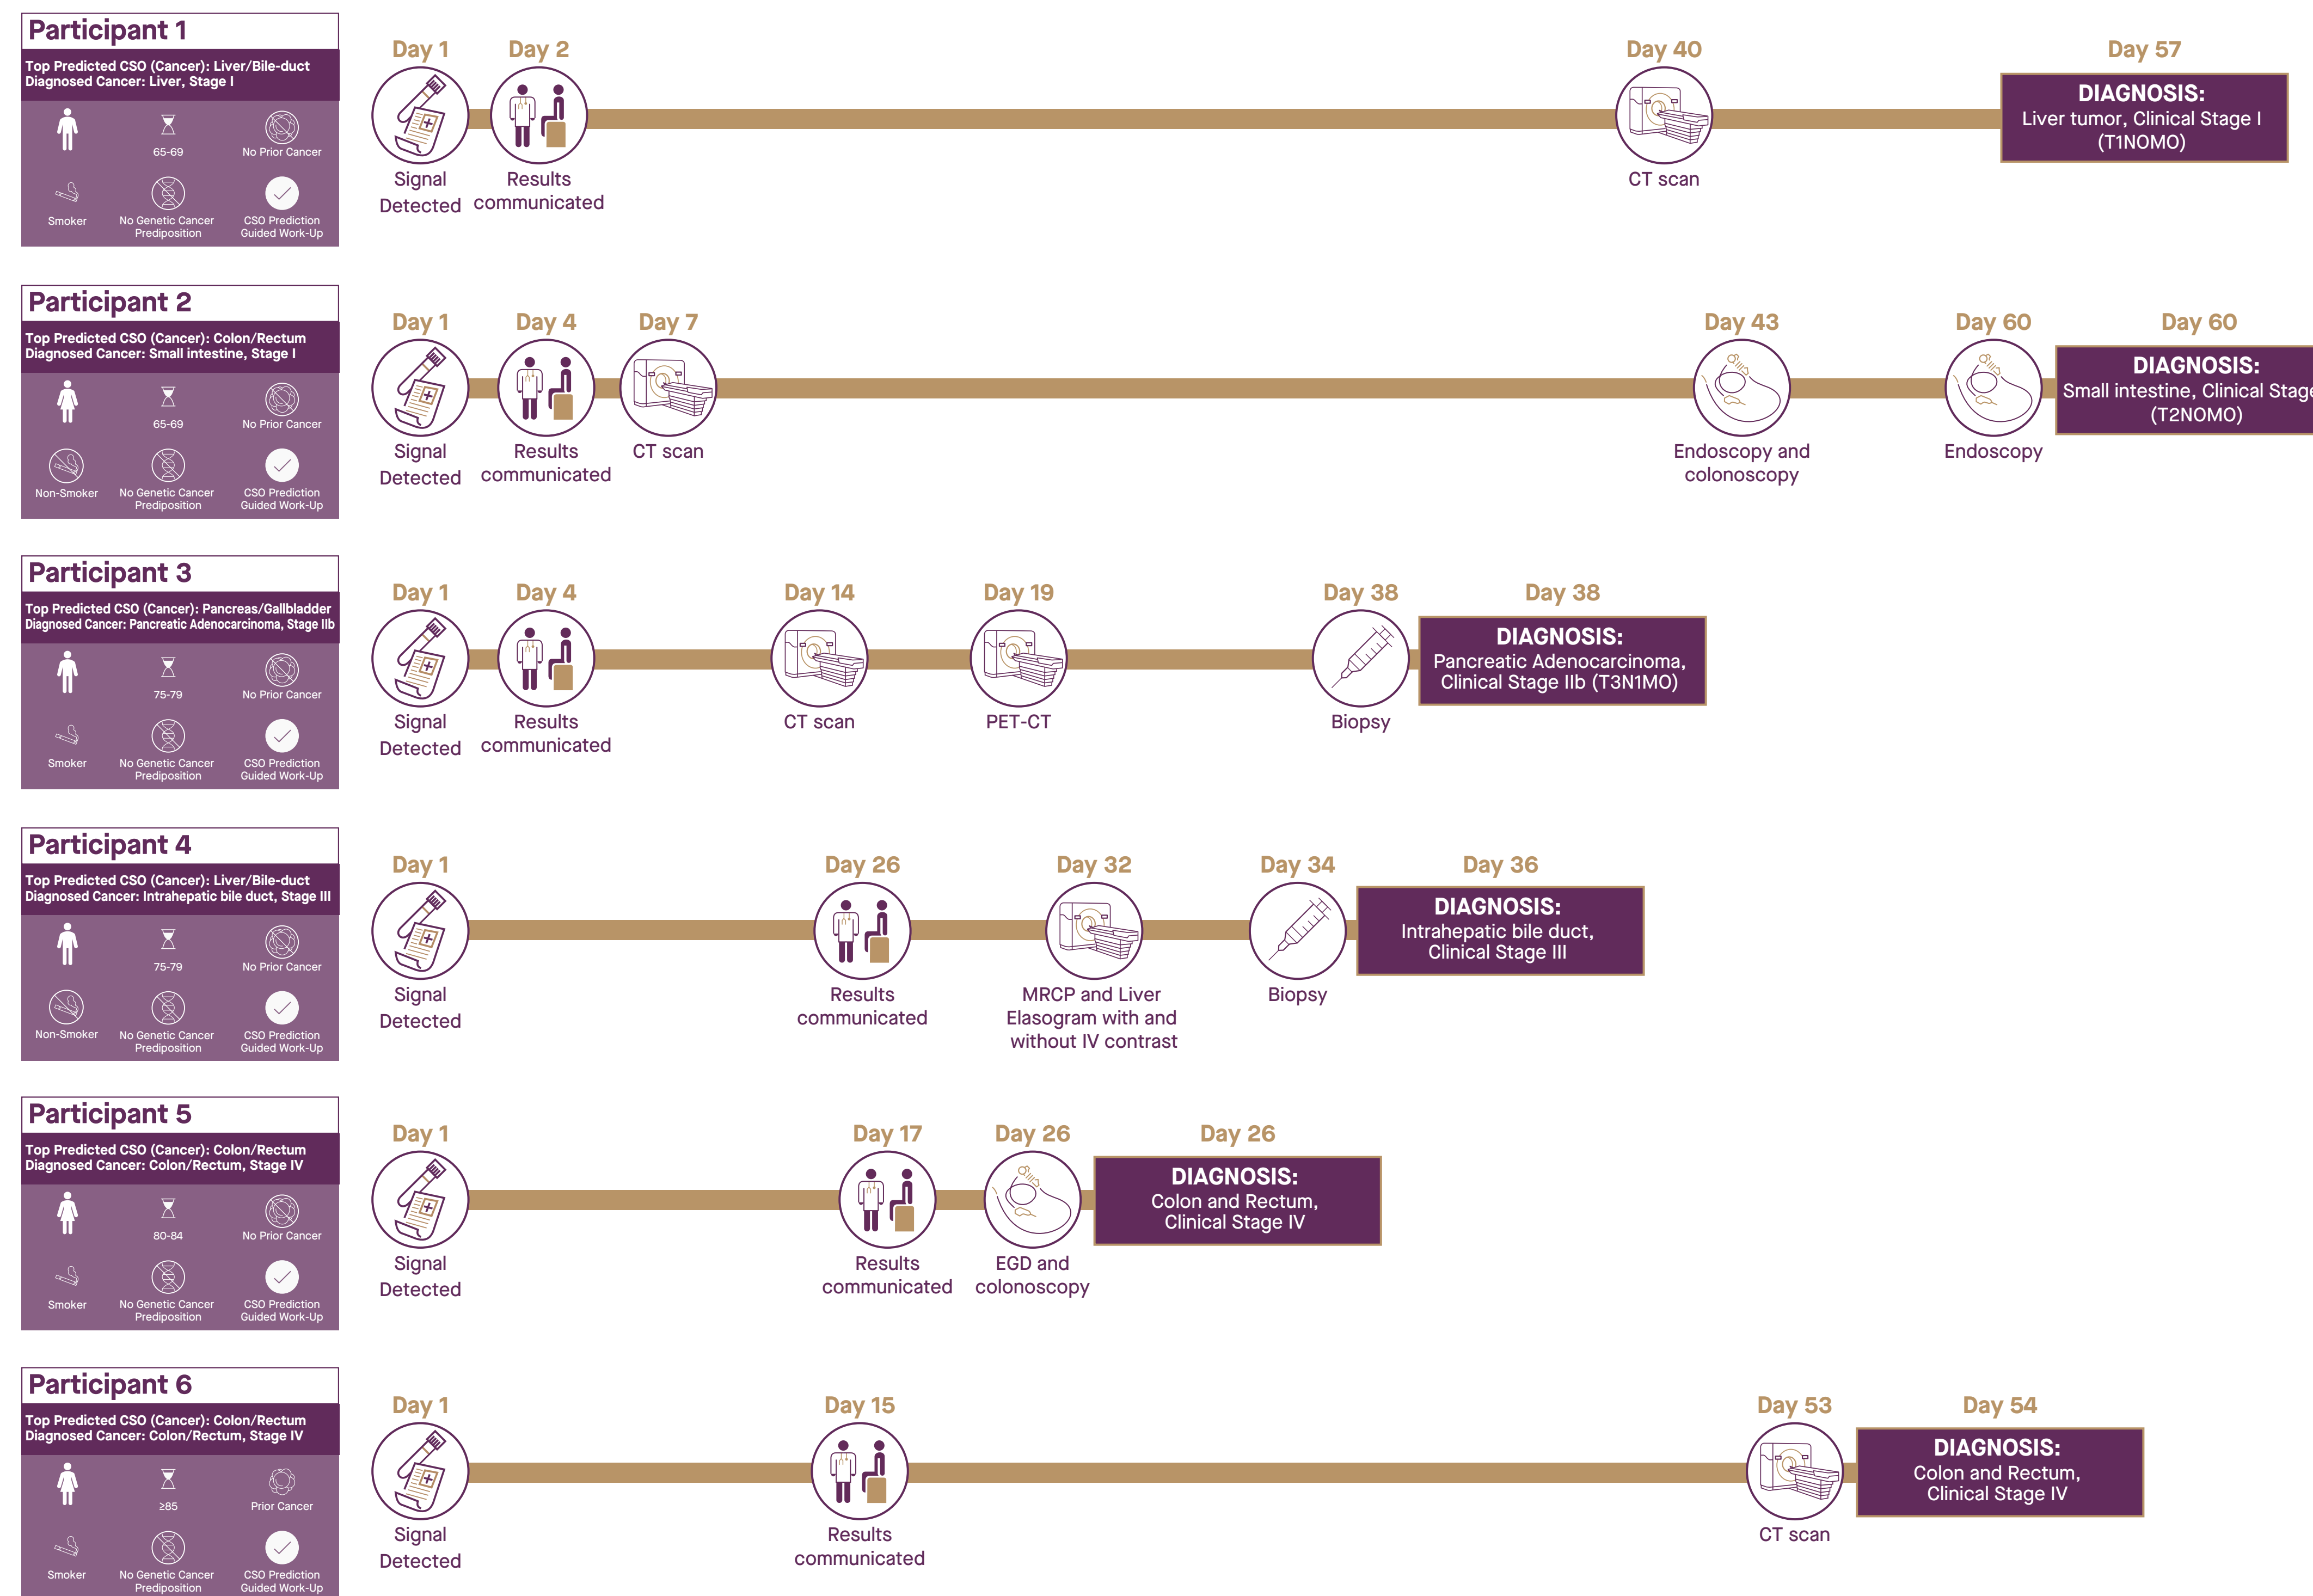 Participant 1
Top Predicted CSO (Cancer): Liver/Bile-duct
Diagnosed Cancer: Liver, Stage I
65-69
No Prior Cancer
Smoker
No Genetic Cancer
Prediposition
CSO Prediction
Guided Work-Up
Day 1
Signal
Detected
Day 2
Results
communicated
Day 40
CT scan
Day 57
DIAGNOSIS:
Liver tumor, Clinical Stage I
(T1NOMO)
Participant 2
Top Predicted CSO (Cancer): Colon/Rectum
Diagnosed Cancer: Small intestine, Stage I
65-69
No Prior Cancer
Non-Smoker
No Genetic Cancer
Prediposition
CSO Prediction
Guided Work-Up
Day 1
Signal
Detected
Day 4
Results
communicated
Day 7
CT scan
Day 43
Endoscopy and
colonoscopy
Day 60
Endoscopy
Day 60
DIAGNOSIS:
Small intestine, Clinical Stage
(T2NOMO)
Participant 3
Top Predicted CSO (Cancer): Pancreas/Gallbladder
Diagnosed Cancer: Pancreatic Adenocarcinoma, Stage IIb
75-79
No Prior Cancer
Smoker
No Genetic Cancer
Prediposition
CSO Prediction
Guided Work-Up
Day 1
Signal
Detected
Day 4
Results
communicated
Day 14
CT scan
Day 19
PET-CT
Day 38
Biopsy
Day 38
DIAGNOSIS:
Pancreatic Adenocarcinoma,
Clinical Stage IIb (T3N1MO)
Participant 4
Top Predicted CSO (Cancer): Liver/Bile-duct
Diagnosed Cancer: Intrahepatic bile duct, Stage III
75-79
No Prior Cancer
Non-Smoker
No Genetic Cancer
Prediposition
CSO Prediction
Guided Work-Up
Day 1
Signal
Detected
Day 26
Results
communicated
Day 32
MRCP and Liver
Elasogram with and
without IV contrast
Day 34
Biopsy
Day 36
DIAGNOSIS:
Intrahepatic bile duct,
Clinical Stage III
Participant 5
Top Predicted CSO (Cancer): Colon/Rectum
Diagnosed Cancer: Colon/Rectum, Stage IV
80-84
No Prior Cancer
Smoker
No Genetic Cancer
Prediposition
CSO Prediction
Guided Work-Up
Day 1
Signal
Detected
Day 17
Results
communicated
Day 26
EGD and
colonoscopy
Day 26
DIAGNOSIS:
Colon and Rectum,
Clinical Stage IV
Participant 6
Top Predicted CSO (Cancer): Colon/Rectum
Diagnosed Cancer: Colon/Rectum, Stage IV
≥85
Prior Cancer
Smoker
No Genetic Cancer
Prediposition
CSO Prediction
Guided Work-Up
Day 1
Signal
Detected
Day 15
Results
communicated
Day 53
CT scan
Day 54
DIAGNOSIS:
Colon and Rectum,
Clinical Stage IV